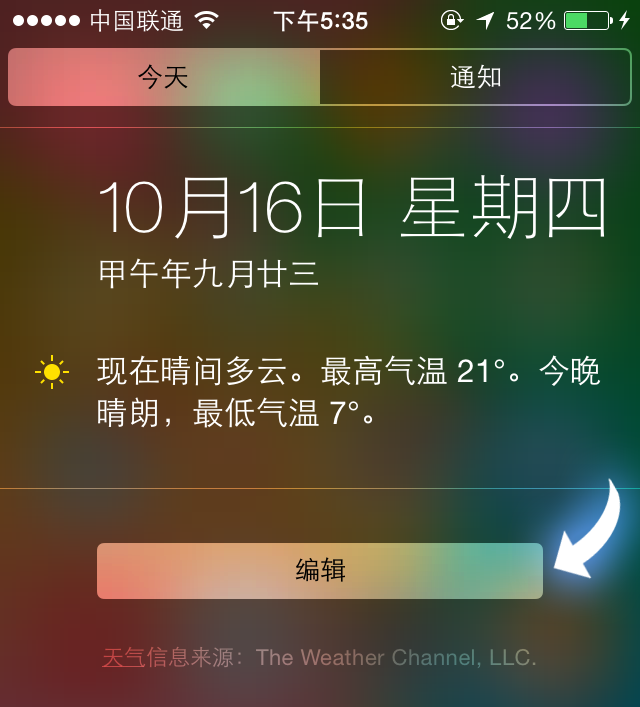 中国联通 下午5:35 52%
今天 通知
10月16日 星期四
甲午年九月廿三
现在晴间多云。最高气温 21°。今晚
晴朗，最低气温 7°。
编辑
天气信息来源：The Weather Channel, LLC.